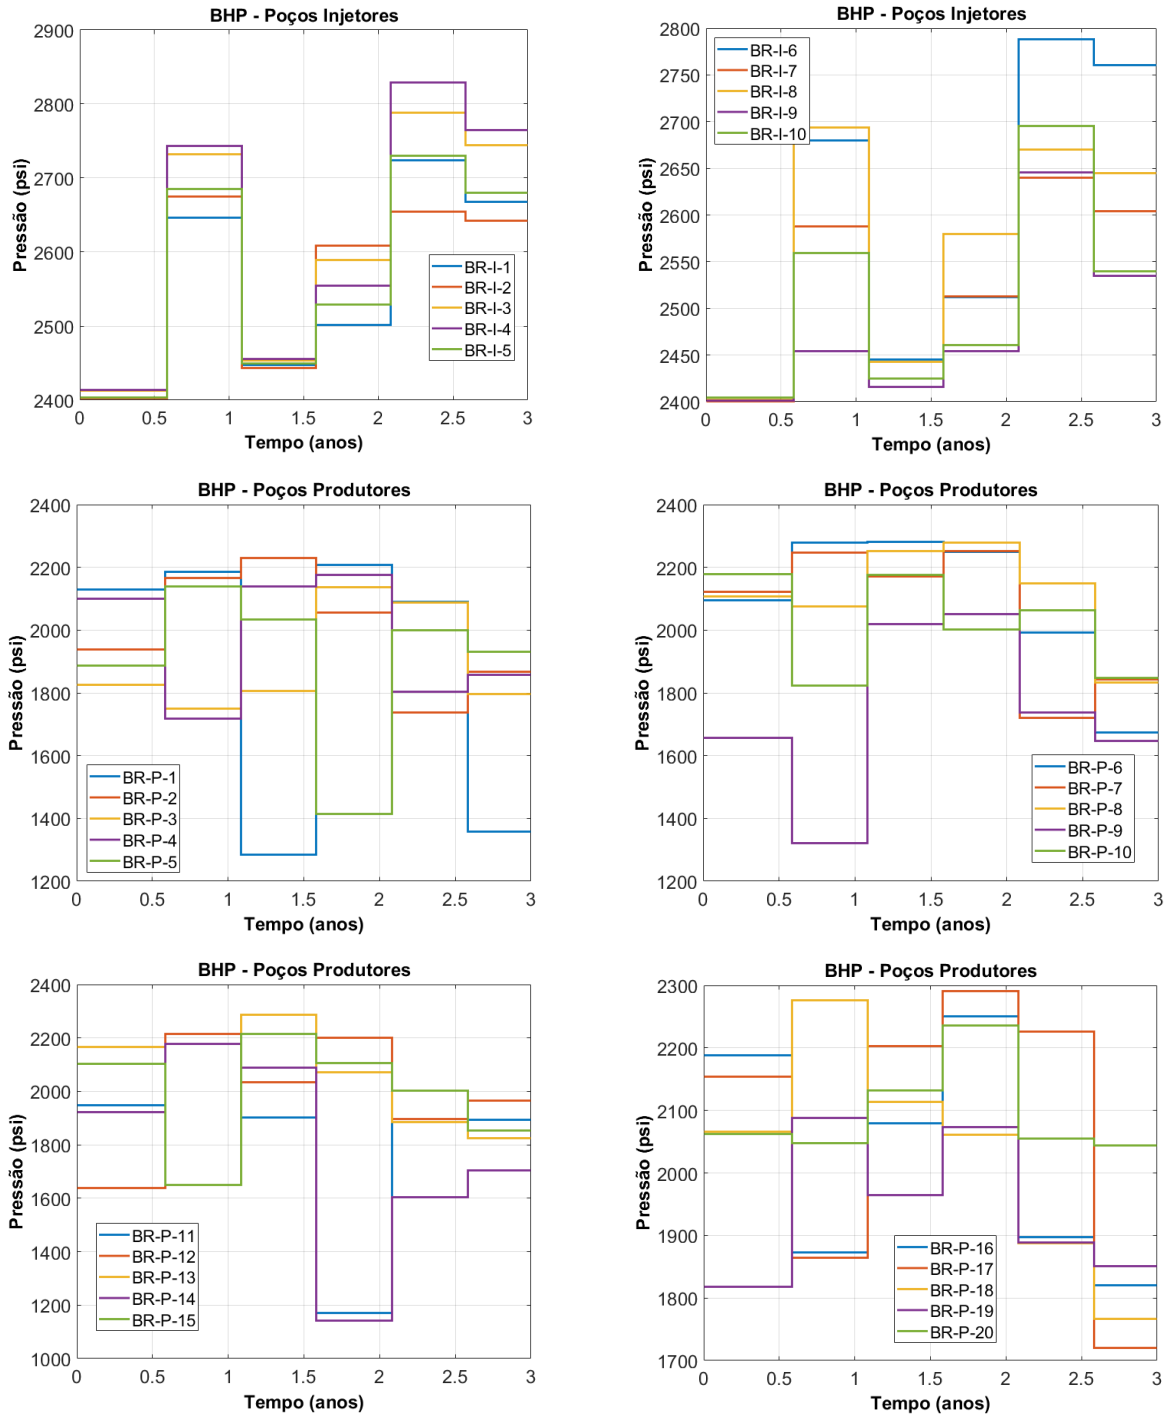 BHP - Poços Injetores
2900
2800
2700
2600
2500
2400
Pressão (psi)
BR-I-1
BR-I-2
BR-I-3
BR-I-4
BR-I-5
0 0.5 1 1.5 2 2.5 3
Tempo (anos)
BHP - Poços Injetores
2800
2750
2700
2650
2600
2550
2500
2450
2400
Pressão (psi)
BR-I-6
BR-I-7
BR-I-8
BR-I-9
BR-I-10
0 0.5 1 1.5 2 2.5 3
Tempo (anos)
BHP - Poços Produtores
2400
2200
2000
1800
1600
1400
1200
Pressão (psi)
BR-P-1
BR-P-2
BR-P-3
BR-P-4
BR-P-5
0 0.5 1 1.5 2 2.5 3
Tempo (anos)
BHP - Poços Produtores
2400
2200
2000
1800
1600
1400
1200
Pressão (psi)
BR-P-6
BR-P-7
BR-P-8
BR-P-9
BR-P-10
0 0.5 1 1.5 2 2.5 3
Tempo (anos)
BHP - Poços Produtores
2400
2200
2000
1800
1600
1400
1200
1000
Pressão (psi)
BR-P-11
BR-P-12
BR-P-13
BR-P-14
BR-P-15
0 0.5 1 1.5 2 2.5 3
Tempo (anos)
BHP - Poços Produtores
2300
2200
2100
2000
1900
1800
1700
Pressão (psi)
BR-P-16
BR-P-17
BR-P-18
BR-P-19
BR-P-20
0 0.5 1 1.5 2 2.5 3
Tempo (anos)